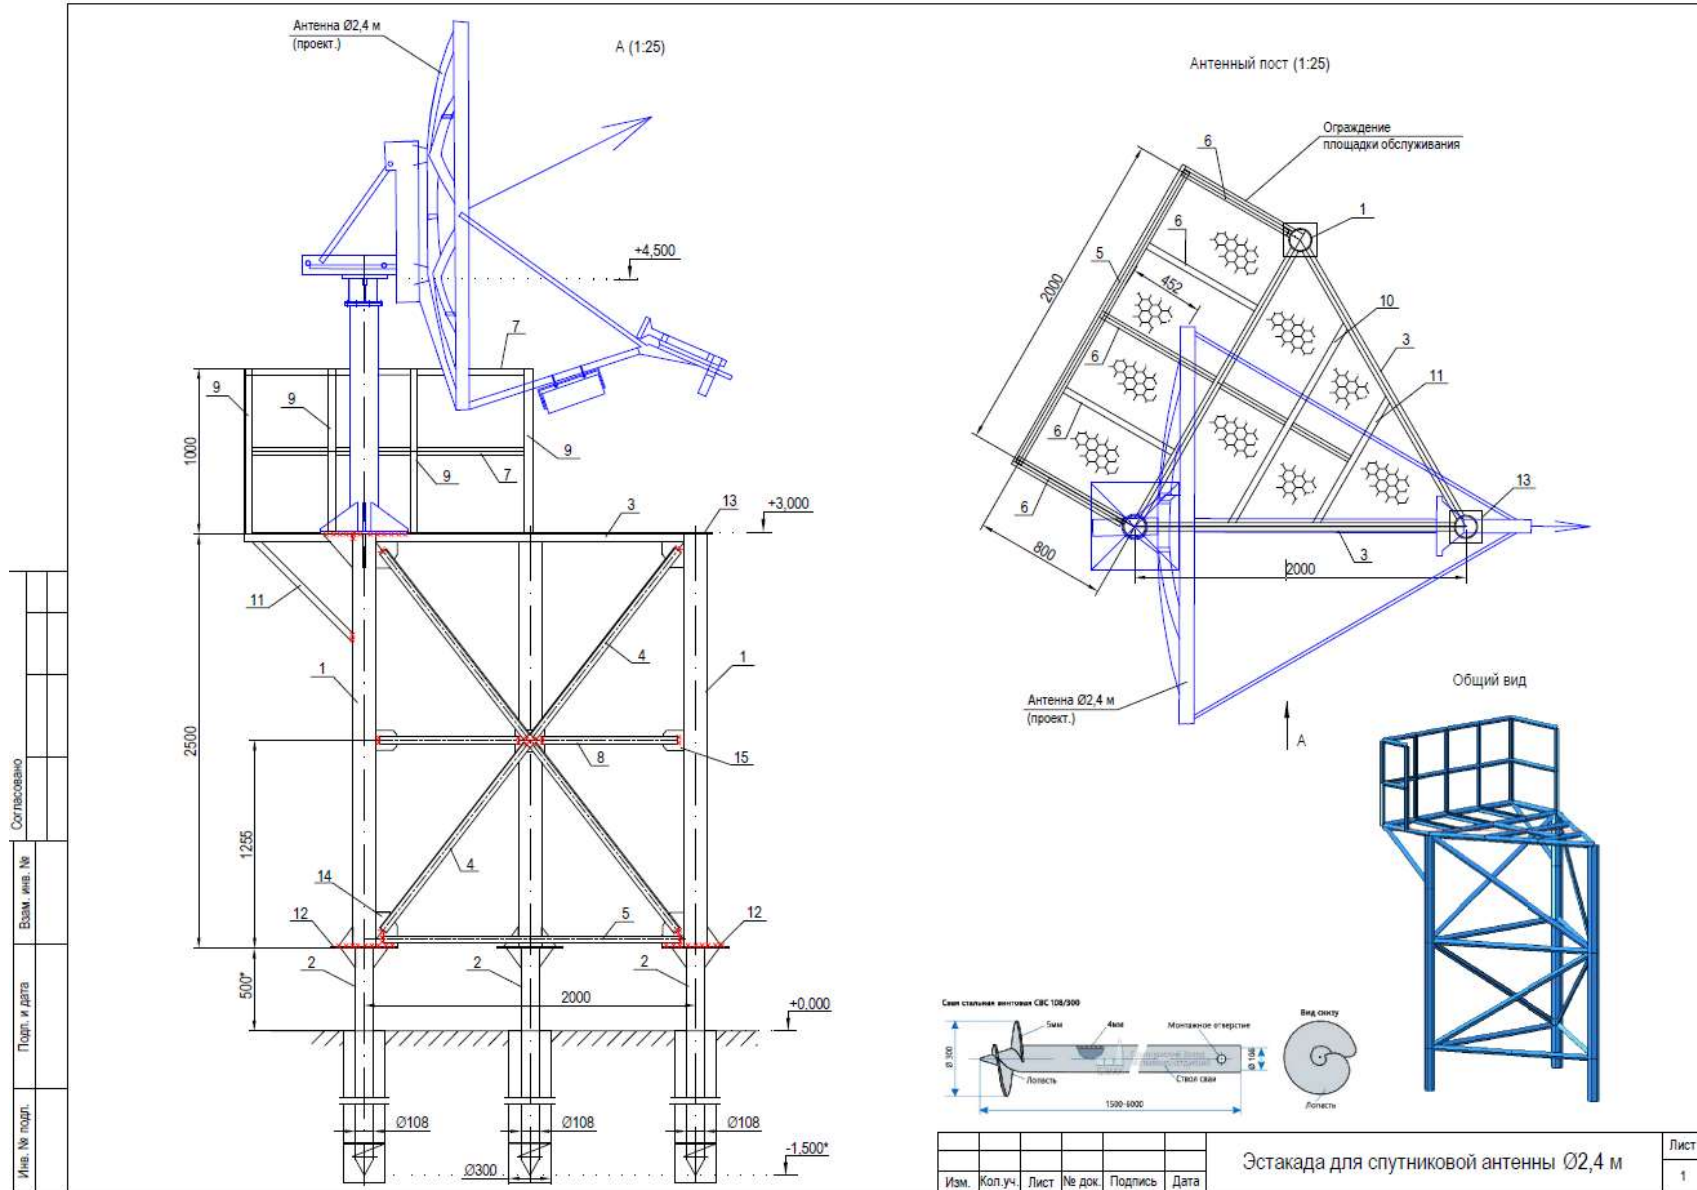 Антенна Ø2,4 м
(проект.)
А (1:25)
+4,500
7
9
9
9
9
7
1000
3
13
+3,000
11
4
1
1
2500
8
15
1255
4
14
12
5
12
2
2
2
500*
2000
+0.000
Ø108
Ø108
Ø108
-1,500*
Ø300
Антенный пост (1:25)
Ограждение
площадки обслуживания
6
1
6
5
452
2000
10
3
6
11
6
13
6
3
800
2000
Антенна Ø2,4 м
(проект.)
А
Общий вид
Свая стальная винтовая СВС 108/300
5мм
4мм
Монтажное отверстие
Вид снизу
Ø 300
Ø 108
Лопасть
Ствол сваи
1500-6000
Лопасть
Согласовано
Взам. инв. №
Подп. и дата
Инв. № подл.
Изм.
Кол.уч.
Лист
№ док.
Подпись
Дата
Эстакада для спутниковой антенны Ø2,4 м
Лист
1